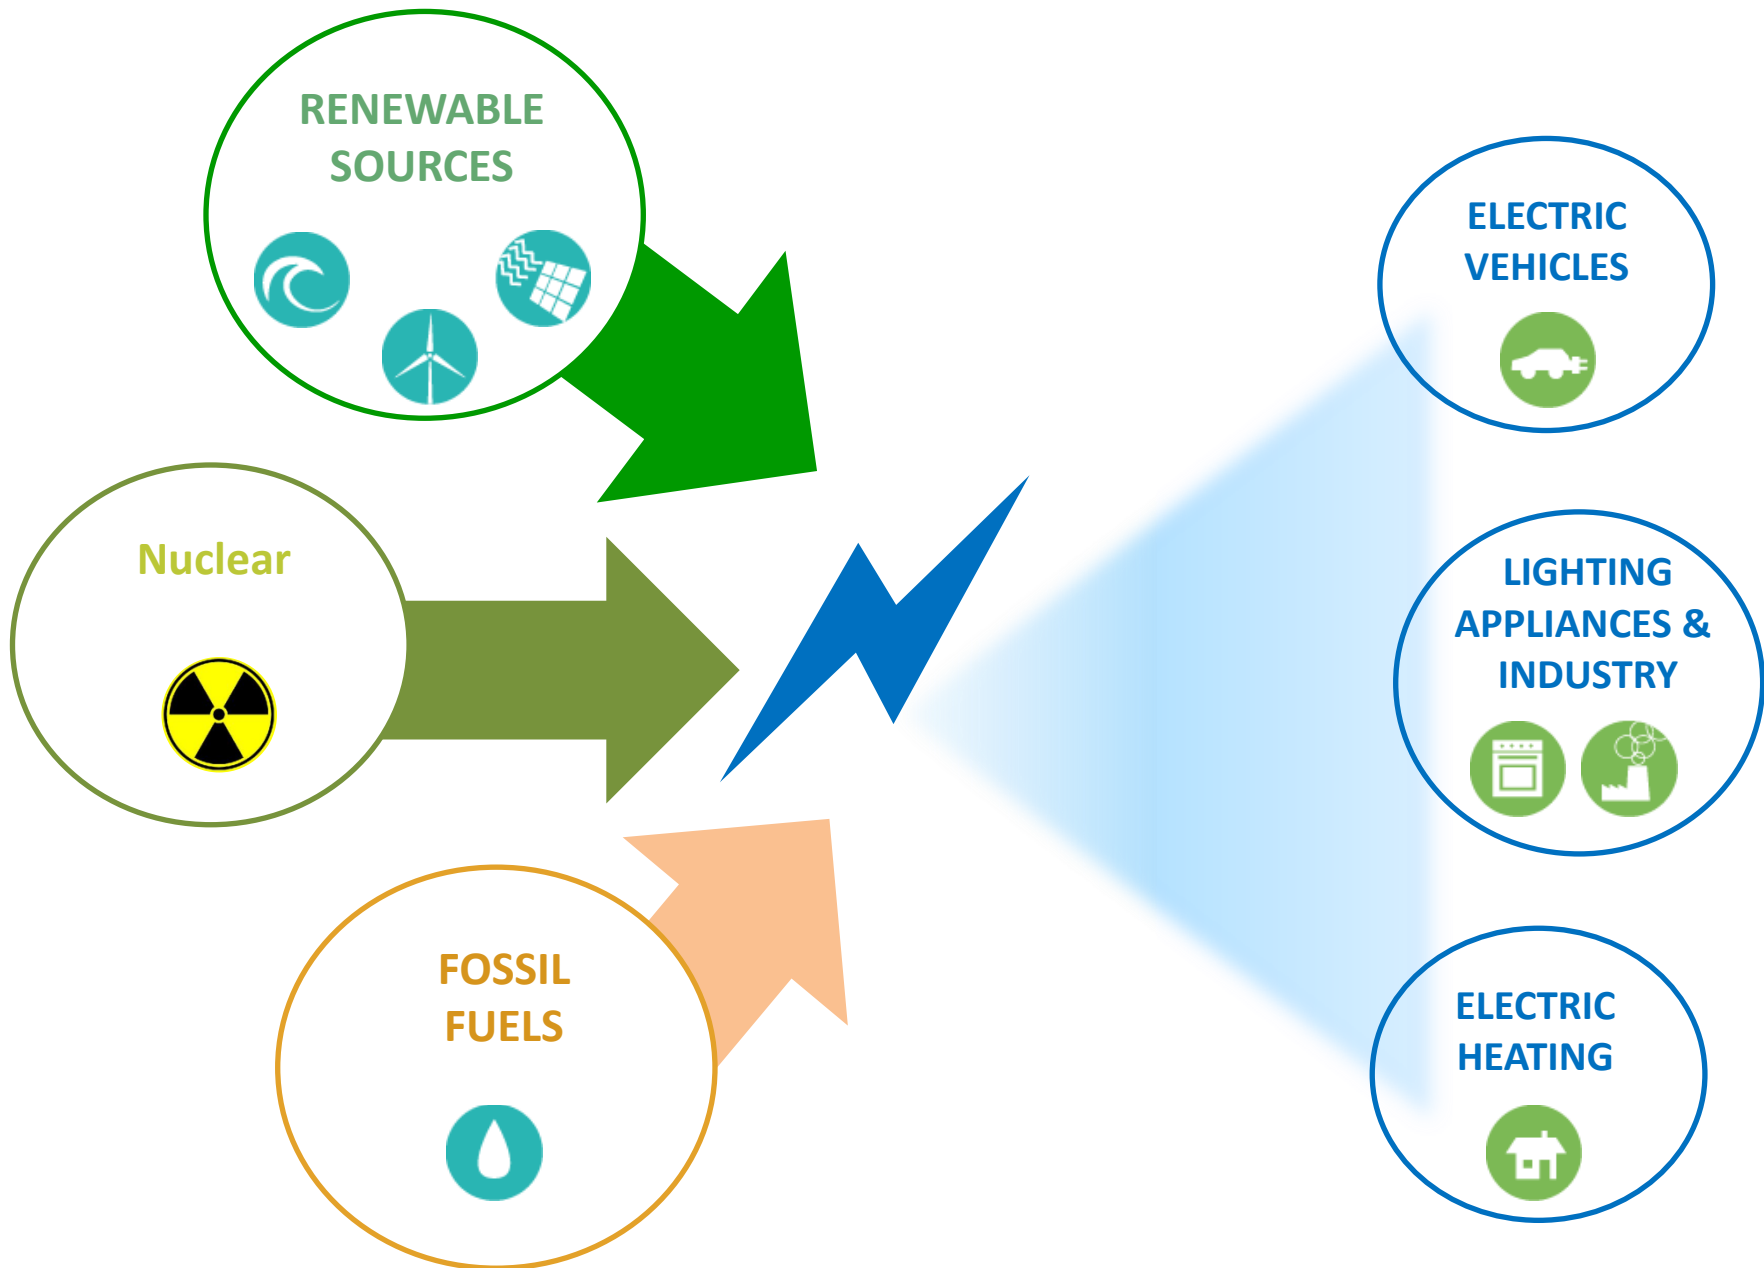 RENEWABLE
SOURCES
Nuclear
FOSSIL
FUELS
ELECTRIC
VEHICLES
LIGHTING
APPLIANCES &
INDUSTRY
ELECTRIC
HEATING